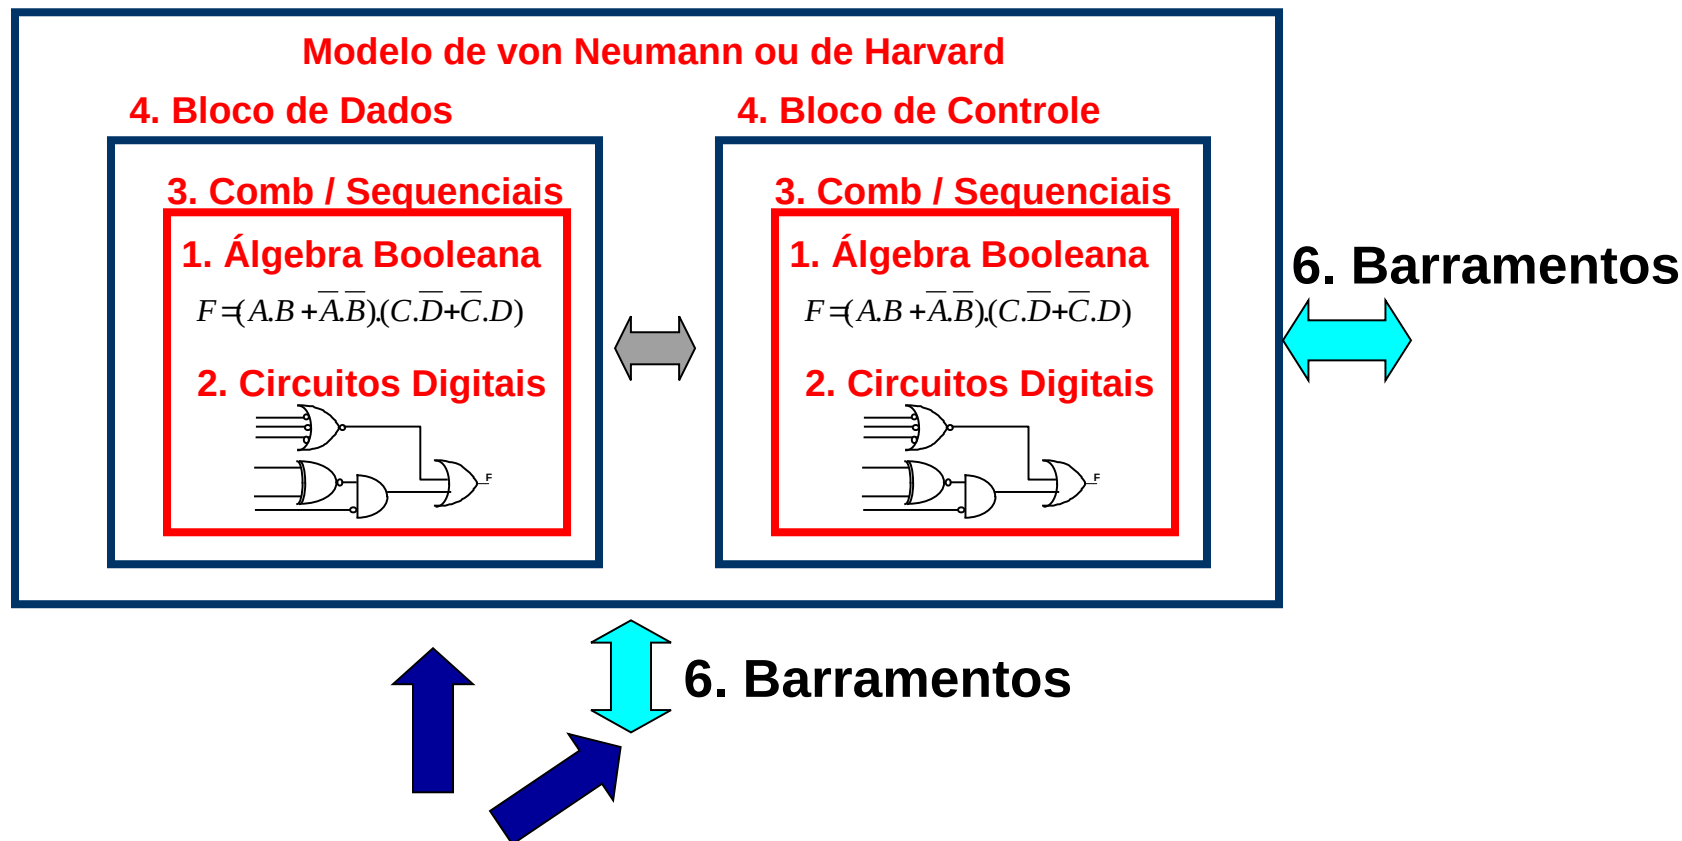 Modelo de von Neumann ou de Harvard
4. Bloco de Dados
4. Bloco de Controle
3. Comb / Sequenciais
3. Comb / Sequenciais
1. Álgebra Booleana
1. Álgebra Booleana
F=(A.B+A̅.B̅).(C.D̅+C̅.D)
F=(A.B+A̅.B̅).(C.D̅+C̅.D)
2. Circuitos Digitais
2. Circuitos Digitais
F
F
6. Barramentos
6. Barramentos